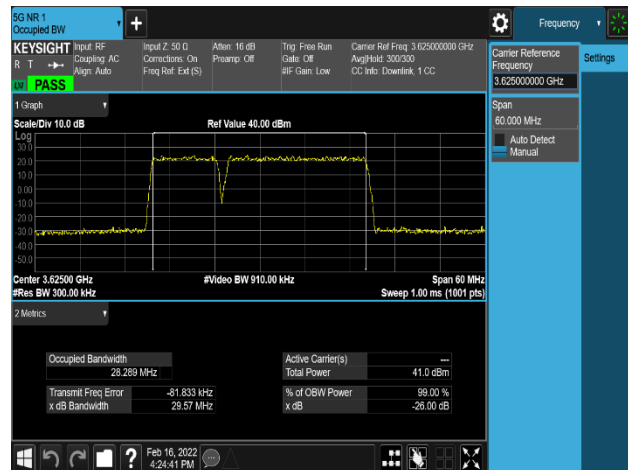 5G NR 1
Occupied BW
Frequency
KEYSIGHT
R T
Input: RF
Coupling: AC
Align: Auto
Input Z: 50 Ω
Corrections: On
Freq Ref: Ext (S)
Atten: 16 dB
Preamp: Off
Trig: Free Run
Gate: Off
#IF Gain: Low
Carrier Ref Freq: 3.625000000 GHz
Avg|Hold: 300/300
CC Info: Downlink, 1 CC
PASS
Carrier Reference
Frequency
3.625000000 GHz
Span
60.000 MHz
Auto Detect
Manual
Settings
1 Graph
Scale/Div 10.0 dB
Ref Value 40.00 dBm
Log
30.0
20.0
10.0
0.00
-10.0
-20.0
-30.0
-40.0
-50.0
Center 3.62500 GHz
#Video BW 910.00 kHz
Span 60 MHz
#Res BW 300.00 kHz
Sweep 1.00 ms (1001 pts)
2 Metrics
Occupied Bandwidth
28.289 MHz
Active Carrier(s)
---
Total Power
41.0 dBm
Transmit Freq Error
-81.833 kHz
x dB Bandwidth
29.57 MHz
% of OBW Power
99.00 %
x dB
-26.00 dB
?
Feb 16, 2022
4:24:41 PM